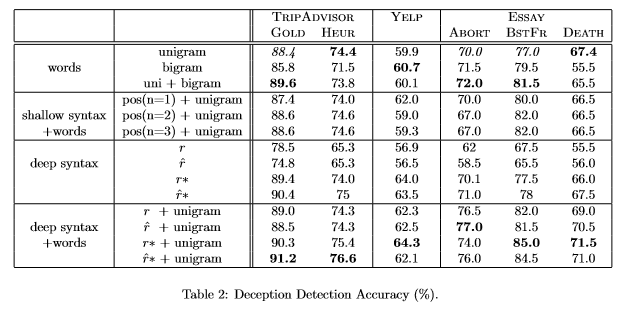 TRIPADVISOR YELP ESSAY
GOLD HEUR ABORT BSTFR DEATH
unigram 88.4 74.4 59.9 70.0 77.0 67.4
words bigram 85.8 71.5 60.7 71.5 79.5 55.5
uni + bigram 89.6 73.8 60.1 72.0 81.5 65.5
pos(n=1) + unigram 87.4 74.0 62.0 70.0 80.0 66.5
shallow syntax pos(n=2) + unigram 88.6 74.6 59.0 67.0 82.0 66.5
+words pos(n=3) + unigram 88.6 74.6 59.3 67.0 82.0 66.5
r 78.5 65.3 56.9 62 67.5 55.5
deep syntax r̂ 74.8 65.3 56.5 58.5 65.5 56.0
r* 89.4 74.0 64.0 70.1 77.5 66.0
r̂* 90.4 75 63.5 71.0 78 67.5
r + unigram 89.0 74.3 62.3 76.5 82.0 69.0
deep syntax r̂ + unigram 88.5 74.3 62.5 77.0 81.5 70.5
+words r* + unigram 90.3 75.4 64.3 74.0 85.0 71.5
r̂* + unigram 91.2 76.6 62.1 76.0 84.5 71.0
Table 2: Deception Detection Accuracy (%).